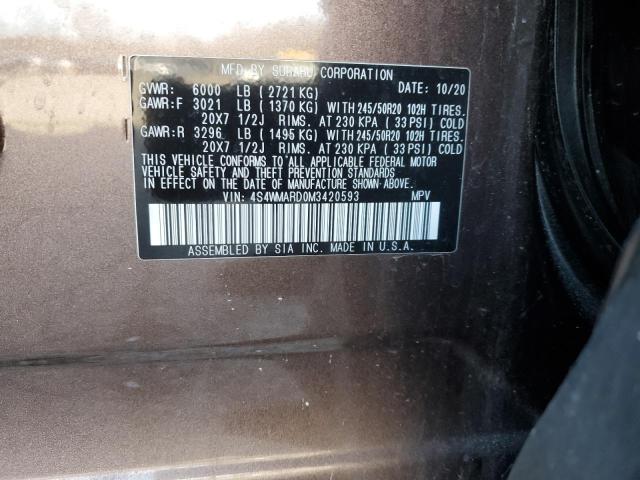 MFD. BY SUBARU CORPORATION
GVWR: 6000 LB (2721KG) DATE: 10/20
GAWR:F 3021 LB (1370KG) WITH 245/50R20 102H TIRES.
20X7 1/2J RIMS. AT 230 KPA (33PSI) COLD
GAWR:R 3296 LB (1495KG) WITH 245/50R20 102H TIRES.
20X7 1/2J RIMS. AT 230 KPA (33PSI) COLD
THIS VEHICLE CONFORMS TO ALL APPLICABLE FEDERAL MOTOR
VEHICLE SAFETY AND THEFT PREVENTION STANDARDS IN
EFFECT ON THE DATE OF MANUFACTURE SHOWN ABOVE.
VIN: 4S4WMARD0M3420593 MPV
ASSEMBLED BY SIA INC. MADE IN U.S.A.